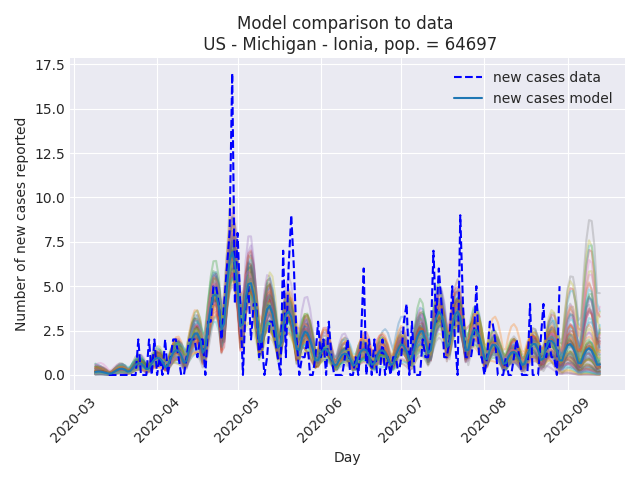 Model comparison to data
US - Michigan - Ionia, pop. = 64697
new cases data
new cases model
Number of new cases reported
17.5
15.0
12.5
10.0
7.5
5.0
2.5
0.0
2020-03
2020-04
2020-05
2020-06
2020-07
2020-08
2020-09
Day